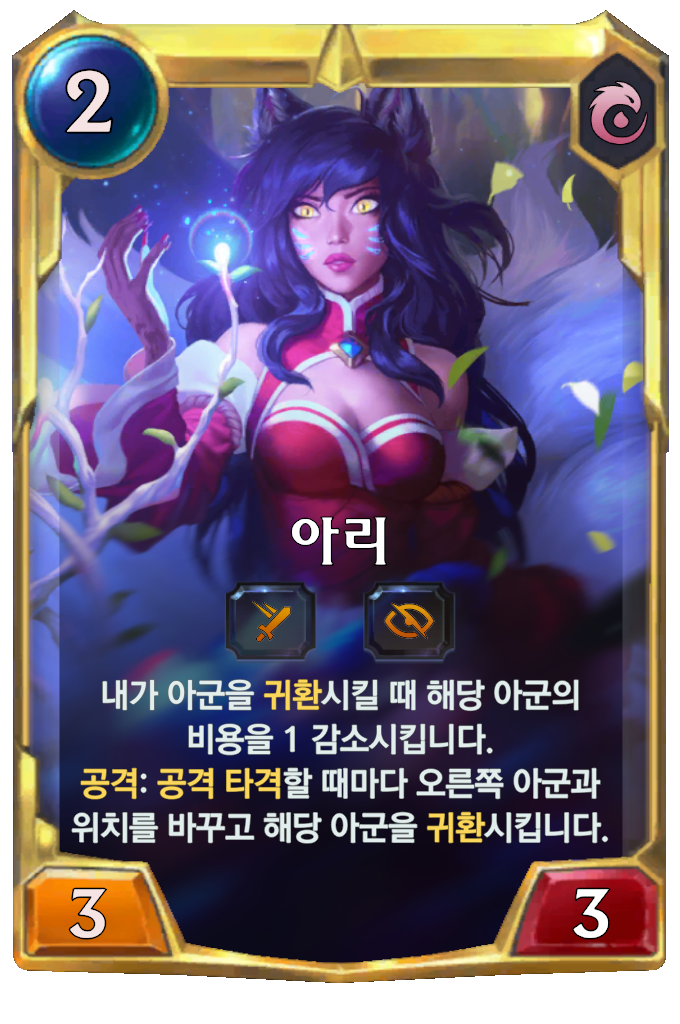 2
아리
내가 아군을 귀환시킬 때 해당 아군의
비용을 1 감소시킵니다.
공격: 공격 타격할 때마다 오른쪽 아군과
위치를 바꾸고 해당 아군을 귀환시킵니다.
3
3